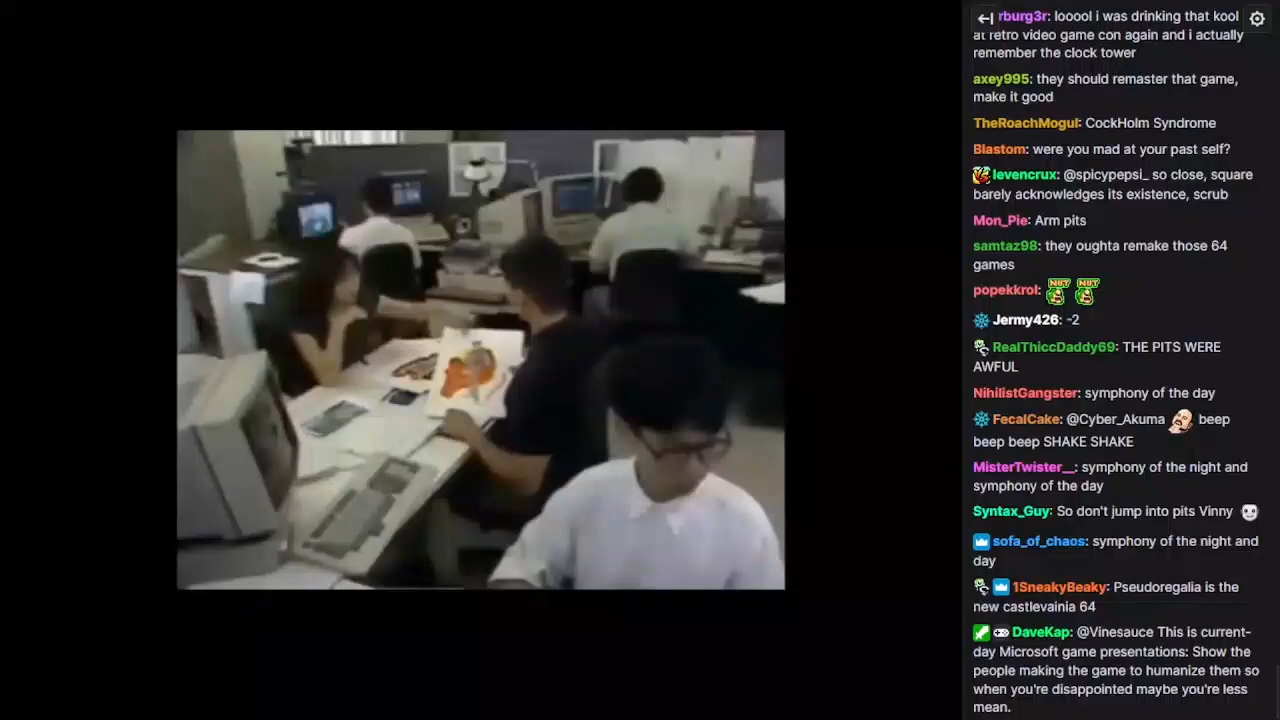 rburg3r: looool i was drinking that kool
at retro video game con again and i actually
remember the clock tower
axey995: they should remaster that game,
make it good
TheRoachMogul: CockHolm Syndrome
Blastom: were you mad at your past self?
levencrux: @spicypepsi_ so close, square
barely acknowledges its existence, scrub
Mon_Pie: Arm pits
samtaz98: they oughta remake those 64
games
popekkrol: NUT NUT
Jermy426: -2
RealThiccDaddy69: THE PITS WERE
AWFUL
NihilistGangster: symphony of the day
FecalCake: @Cyber_Akuma beep
beep beep SHAKE SHAKE
MisterTwister__: symphony of the night and
symphony of the day
Syntax_Guy: So don't jump into pits Vinny
sofa_of_chaos: symphony of the night and
day
1SneakyBeaky: Pseudoregalia is the
new castlevainia 64
DaveKap: @Vinesauce This is current-
day Microsoft game presentations: Show the
people making the game to humanize them so
when you're disappointed maybe you're less
mean.